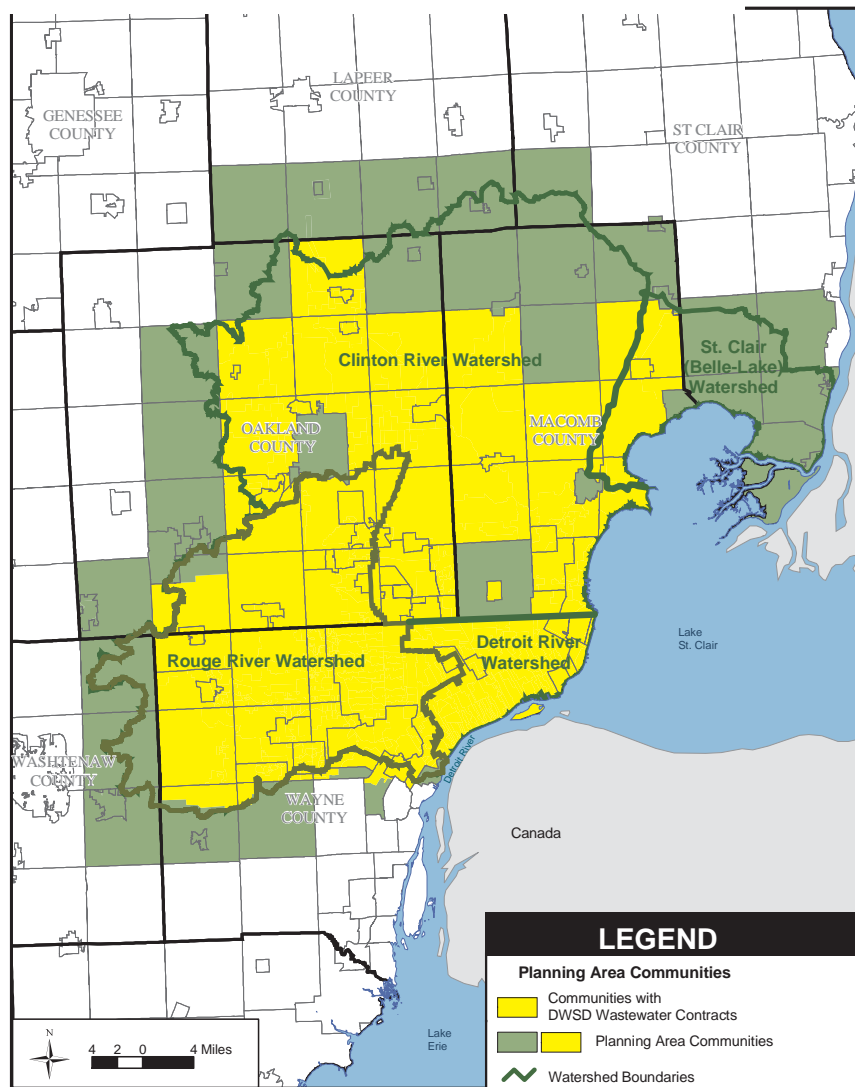 LAPEER
COUNTY
GENESSEE
COUNTY
ST CLAIR
COUNTY
Clinton River Watershed
St. Clair
(Belle-Lake)
Watershed
OAKLAND
COUNTY
MACOMB
COUNTY
Lake
St. Clair
Rouge River Watershed
Detroit River
Watershed
WASHTENAW
COUNTY
Detroit River
WAYNE
COUNTY
Canada
LEGEND
Planning Area Communities
Communities with
DWSD Wastewater Contracts
Planning Area Communities
Watershed Boundaries
N
4 2 0 4 Miles
Lake
Erie